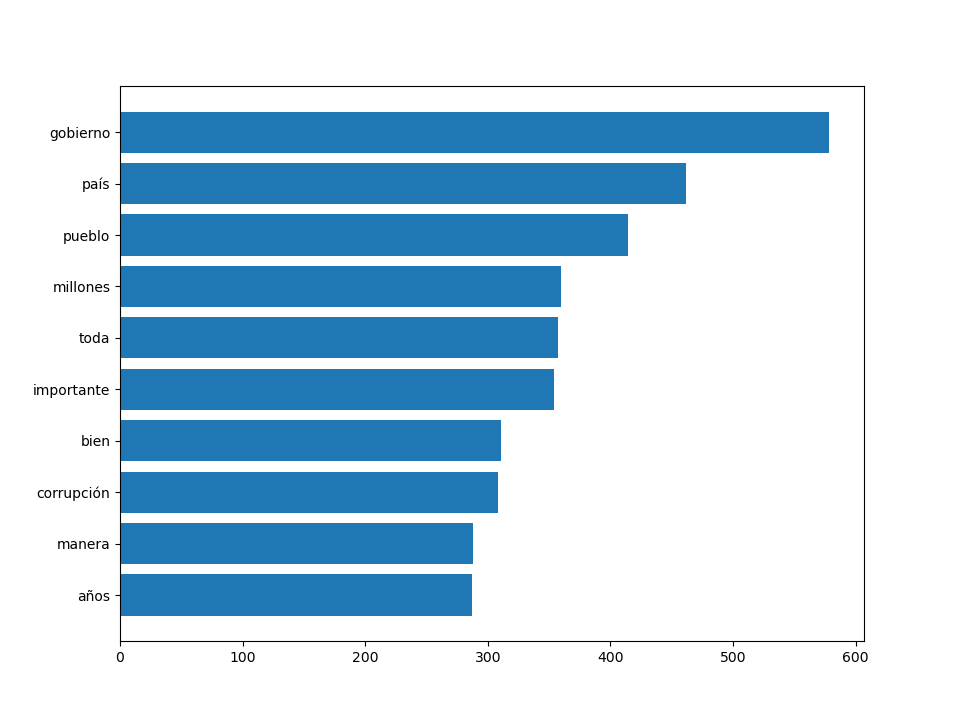 gobierno
país
pueblo
millones
toda
importante
bien
corrupción
manera
años
0 100 200 300 400 500 600